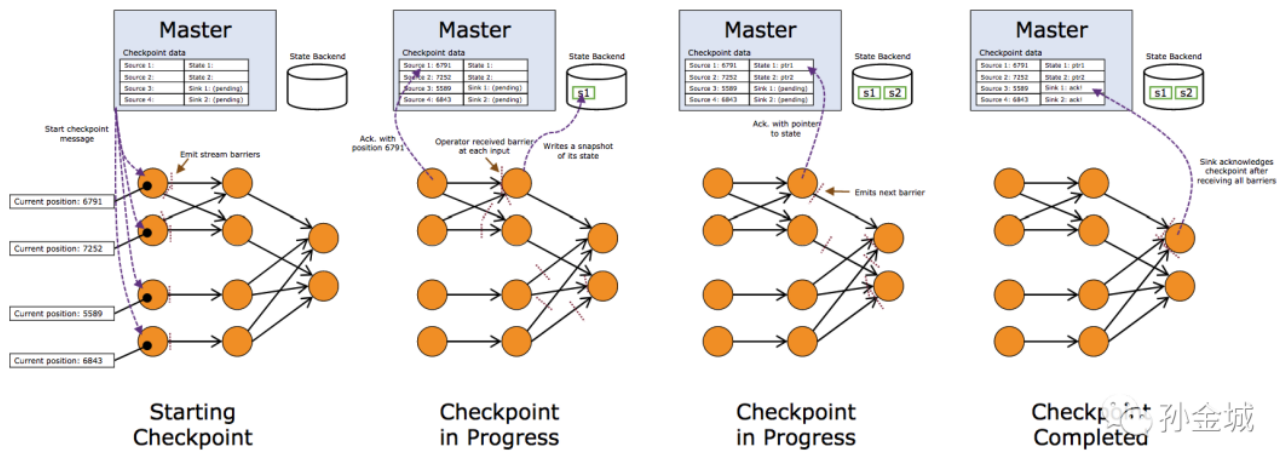 Master
Checkpoint data
Source 1:
State 1:
Source 2:
State 2:
Source 3:
Sink 1: (pending)
Source 4:
Sink 2: (pending)
State Backend
Start checkpoint
message
Emit stream barriers
Current position: 6791
Current position: 7252
Current position: 5589
Current position: 6843
Starting
Checkpoint
Master
Checkpoint data
Source 1: 6791
State 1:
Source 2: 7252
State 2:
Source 3: 5589
Sink 1: (pending)
Source 4: 6843
Sink 2: (pending)
State Backend
s1
Ack. with
position 6791
Operator received barrier
at each input
Writes a snapshot
of its state
Checkpoint
in Progress
Master
Checkpoint data
Source 1: 6791
State 1: ptr1
Source 2: 7252
State 2: ptr2
Source 3: 5589
Sink 1: (pending)
Source 4: 6843
Sink 2: (pending)
State Backend
s1
s2
Ack. with pointer
to state
Emits next barrier
Checkpoint
in Progress
Master
Checkpoint data
Source 1: 6791
State 1: ptr1
Source 2: 7252
State 2: ptr2
Source 3: 5589
Sink 1: ack!
Source 4: 6843
Sink 2: ack!
State Backend
s1
s2
Sink acknowledges
checkpoint after
receiving all barriers
Checkpoint
Completed
孙金城